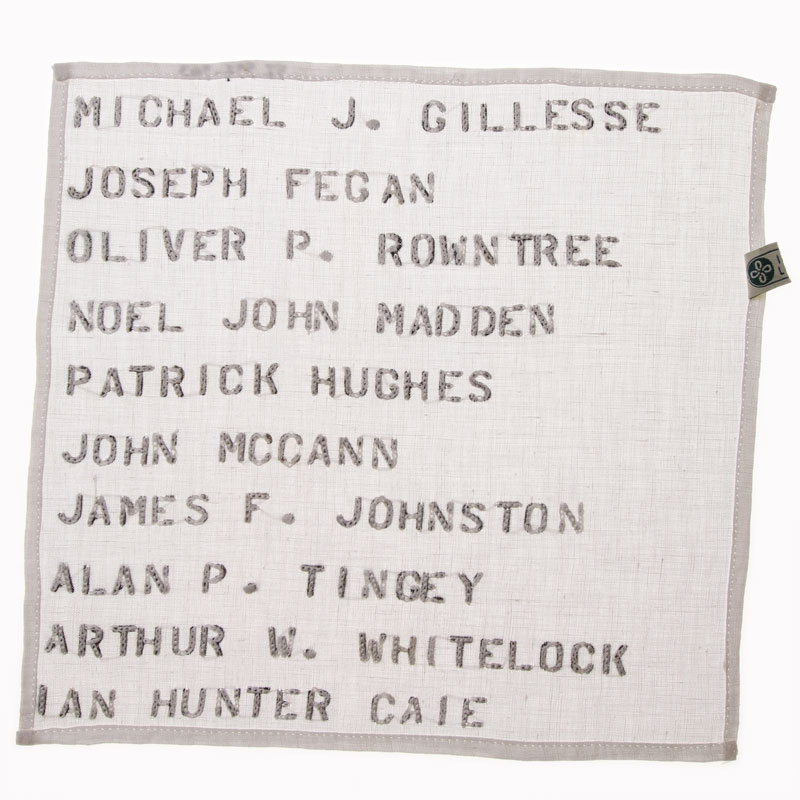 MICHAEL J. GILLESSE
JOSEPH FEGAN
OLIVER P. ROWNTREE
NOEL JOHN MADDEN
PATRICK HUGHES
JOHN MCCANN
JAMES F. JOHNSTON
ALAN P. TINGEY
ARTHUR W. WHITELOCK
IAN HUNTER CAIE